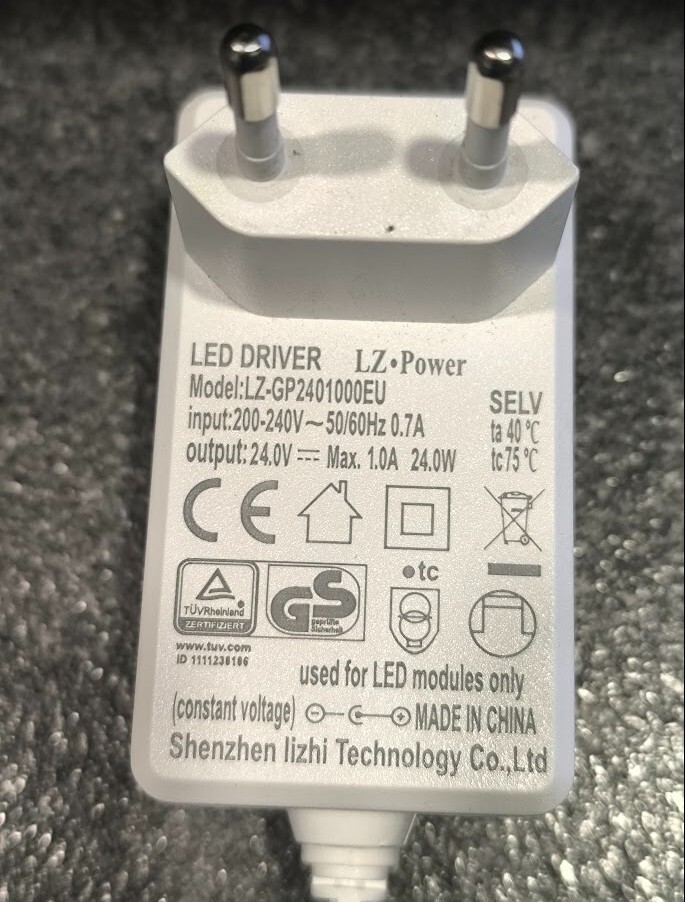 LED DRIVER LZ•Power
Model:LZ-GP2401000EU
input:200-240V～50/60Hz 0.7A
output:24.0V⎓ Max. 1.0A 24.0W
SELV
ta 40℃
tc75℃
CE
•tc
TÜVRheinland
ZERTIFIZIERT
GS
geprüfte
Sicherheit
www.tuv.com
ID 1111238186
used for LED modules only
(constant voltage) MADE IN CHINA
Shenzhen lizhi Technology Co.,Ltd